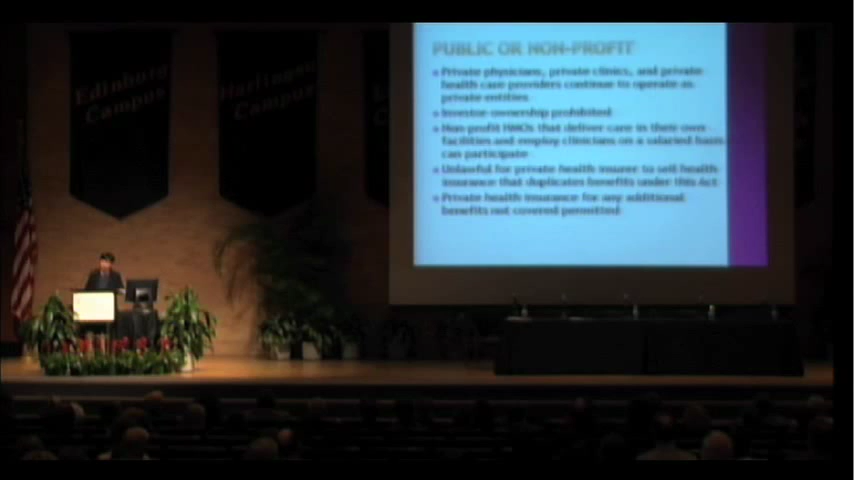 Edinburg
Campus
Harlingen
Campus
PUBLIC OR NON-PROFIT
Private physicians, private clinics, and private
health care providers continue to operate as
private entities
Investor ownership prohibited
Non-profit HMOs that deliver care in their own
facilities and employ clinicians on a salaried basis
can participate
Unlawful for private health insurer to sell health
insurance that duplicates benefits under this Act
Private health insurance for any additional
benefits not covered permitted